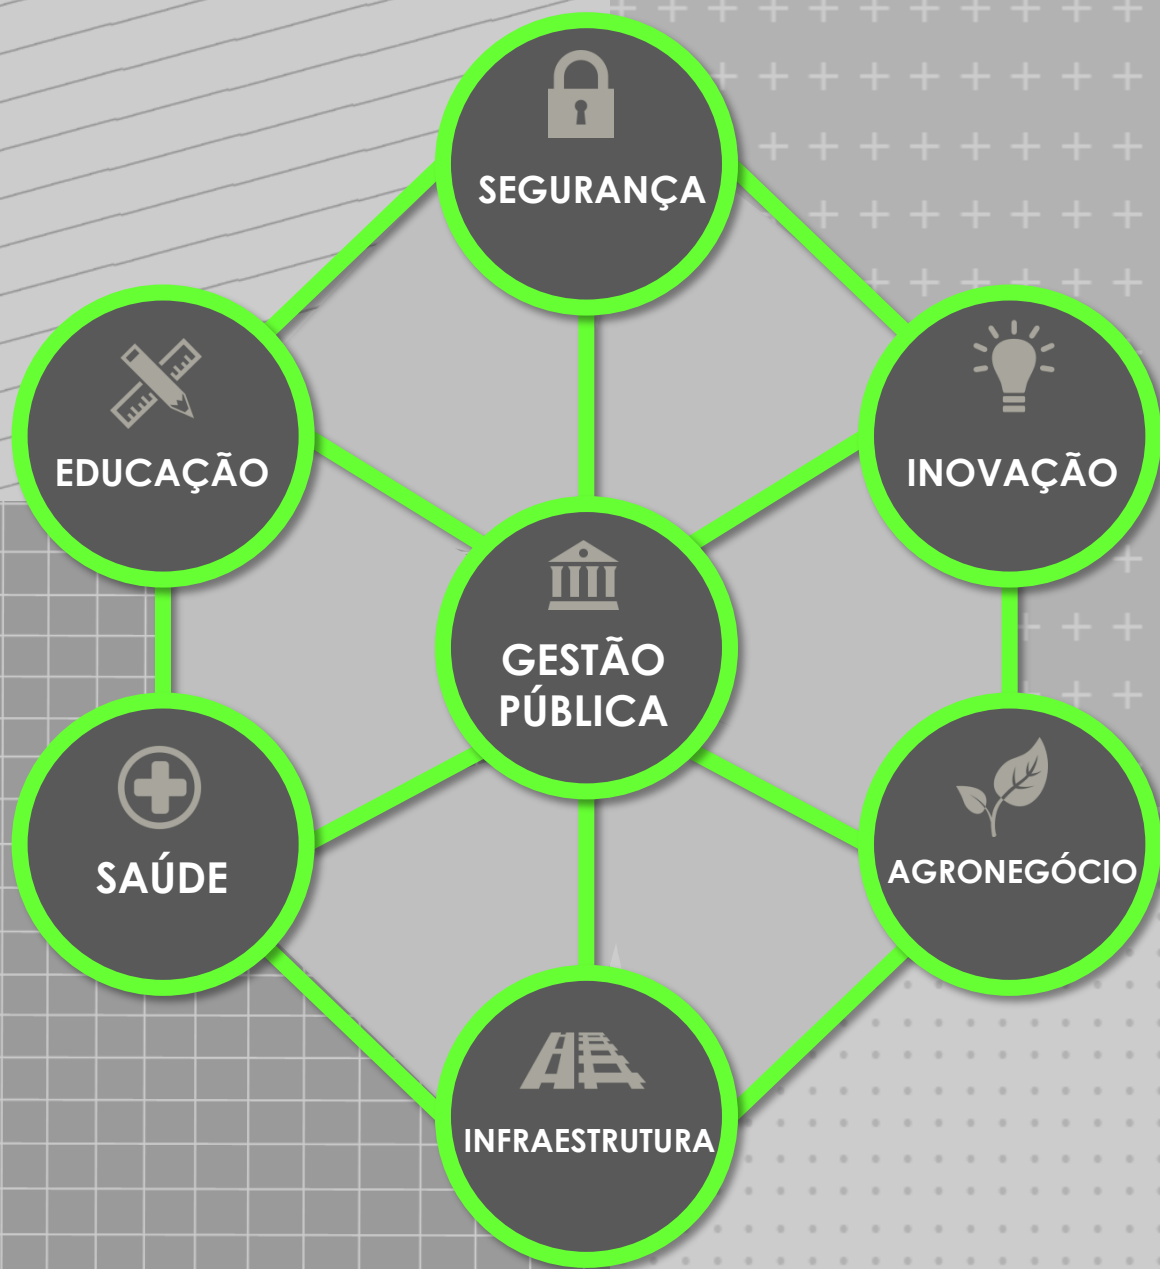 SEGURANÇA
EDUCAÇÃO
INOVAÇÃO
GESTÃO
PÚBLICA
SAÚDE
AGRONEGÓCIO
INFRAESTRUTURA